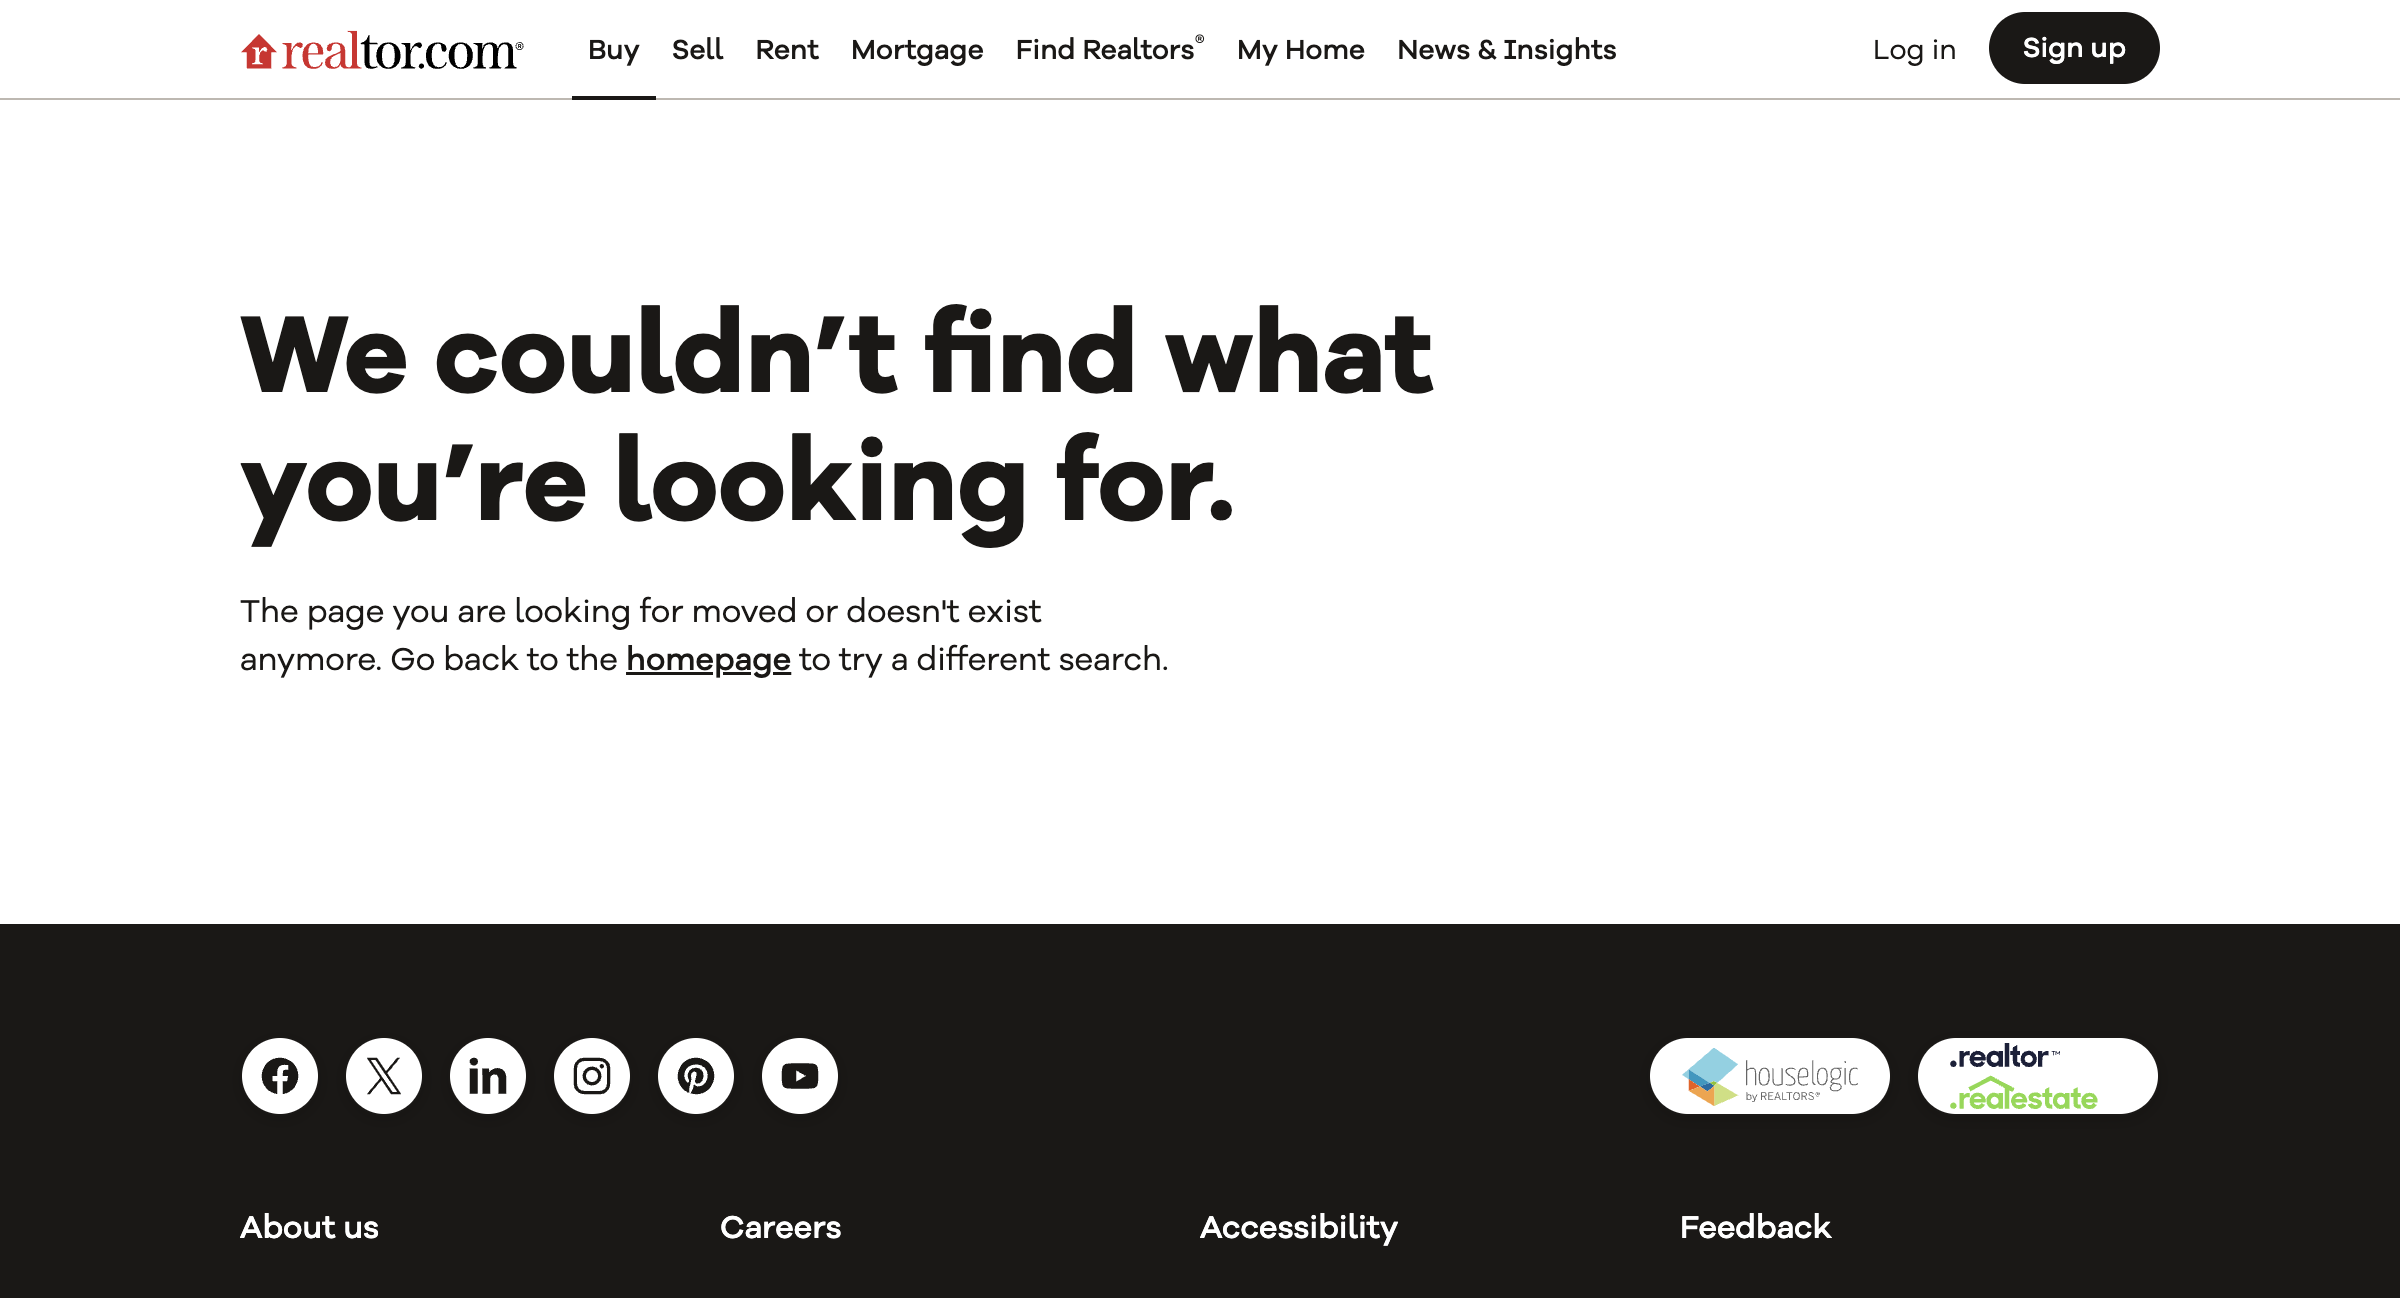 realtor.com®
Buy Sell Rent Mortgage Find Realtors® My Home News & Insights
Log in Sign up
We couldn’t find what
you’re looking for.
The page you are looking for moved or doesn't exist
anymore. Go back to the homepage to try a different search.
houselogic
by REALTORS®
.realtor™
.realestate
About us Careers Accessibility Feedback